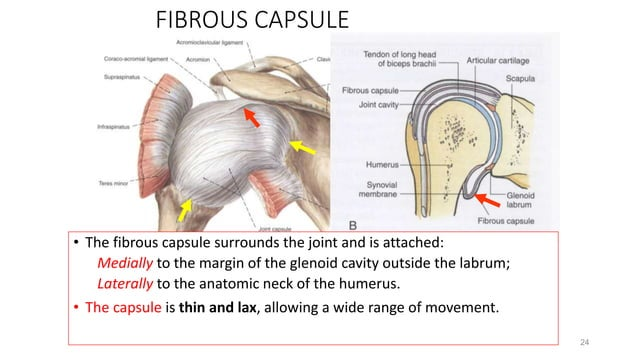 FIBROUS CAPSULE
Acromioclavicular ligament
Coraco-acromial ligament
Acromion
Clavi
Supraspinatus
Infraspinatus
Teres minor
Joint capsule
Tendon of long head
of biceps brachii
Articular cartilage
Scapula
Fibrous capsule
Joint cavity
Humerus
Synovial
membrane
Glenoid
labrum
Fibrous capsule
B
• The fibrous capsule surrounds the joint and is attached:
Medially to the margin of the glenoid cavity outside the labrum;
Laterally to the anatomic neck of the humerus.
• The capsule is thin and lax, allowing a wide range of movement.
24